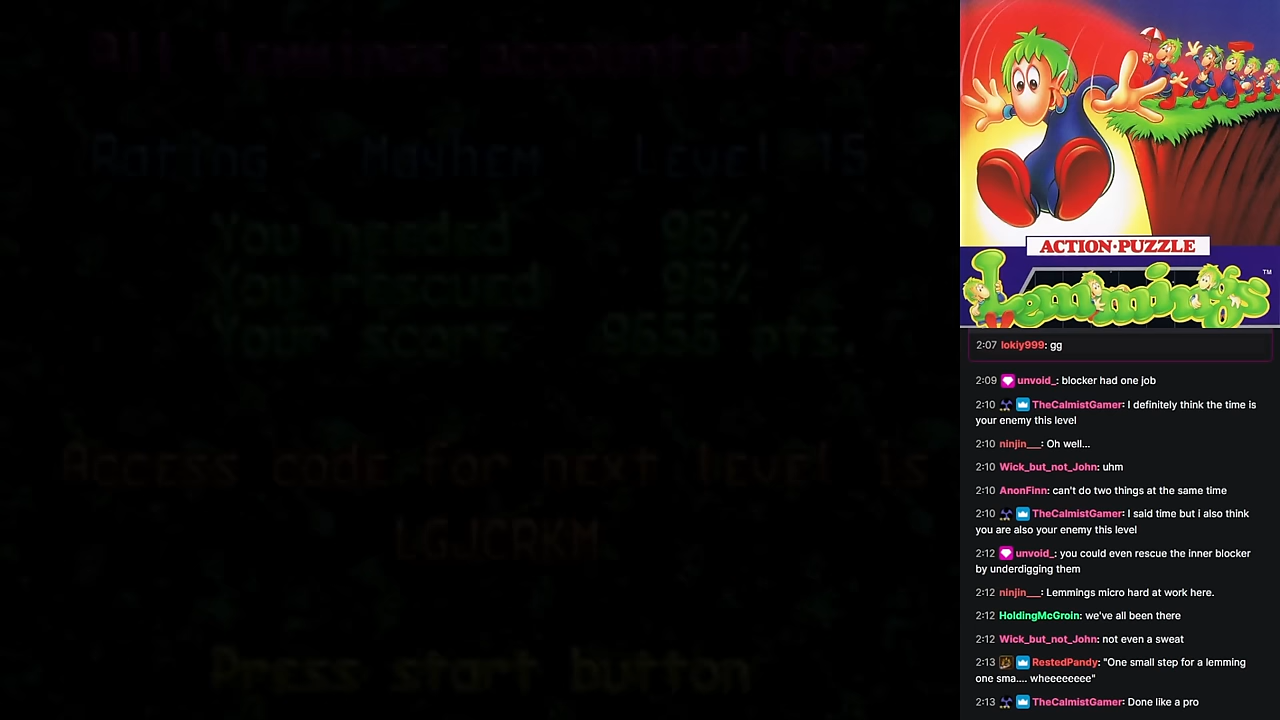 All lemmings accounted for
Rating Mayhem Level 15
You needed 95%
You rescued 95%
Your score 9555 pts.
Access code for next level is
Press start button
ACTION·PUZZLE
Lemmings™
2:07 lokiy999: gg
2:09 unvoid_: blocker had one job
2:10 TheCalmistGamer: I definitely think the time is
your enemy this level
2:10 ninjin___: Oh well...
2:10 Wick_but_not_John: uhm
2:10 AnonFinn: can't do two things at the same time
2:10 TheCalmistGamer: I said time but i also think
you are also your enemy this level
2:12 unvoid_: you could even rescue the inner blocker
by underdigging them
2:12 ninjin___: Lemmings micro hard at work here.
2:12 HoldingMcGroin: we've all been there
2:12 Wick_but_not_John: not even a sweat
2:13 RestedPandy: "One small step for a lemming
one sma.... wheeeeeeee"
2:13 TheCalmistGamer: Done like a pro